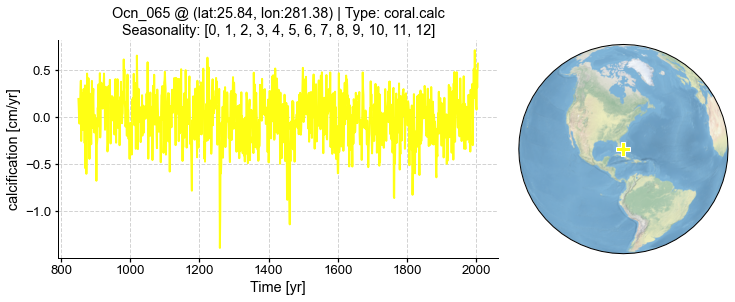 Ocn_065 @ (lat:25.84, lon:281.38) | Type: coral.calc
Seasonality: [0, 1, 2, 3, 4, 5, 6, 7, 8, 9, 10, 11, 12]
calcification [cm/yr]
0.5
0.0
−0.5
−1.0
800 1000 1200 1400 1600 1800 2000
Time [yr]